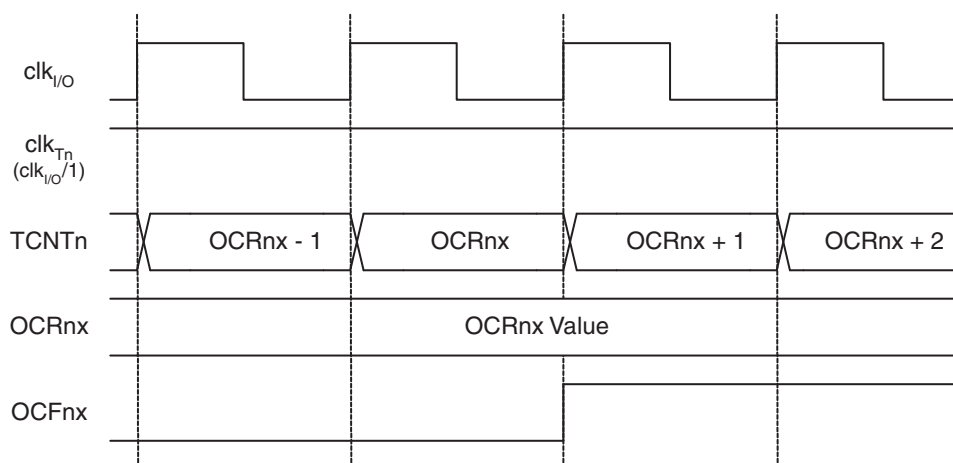 clkI/O
clkTn
(clkI/O/1)
TCNTn OCRnx - 1 OCRnx OCRnx + 1 OCRnx + 2
OCRnx OCRnx Value
OCFnx